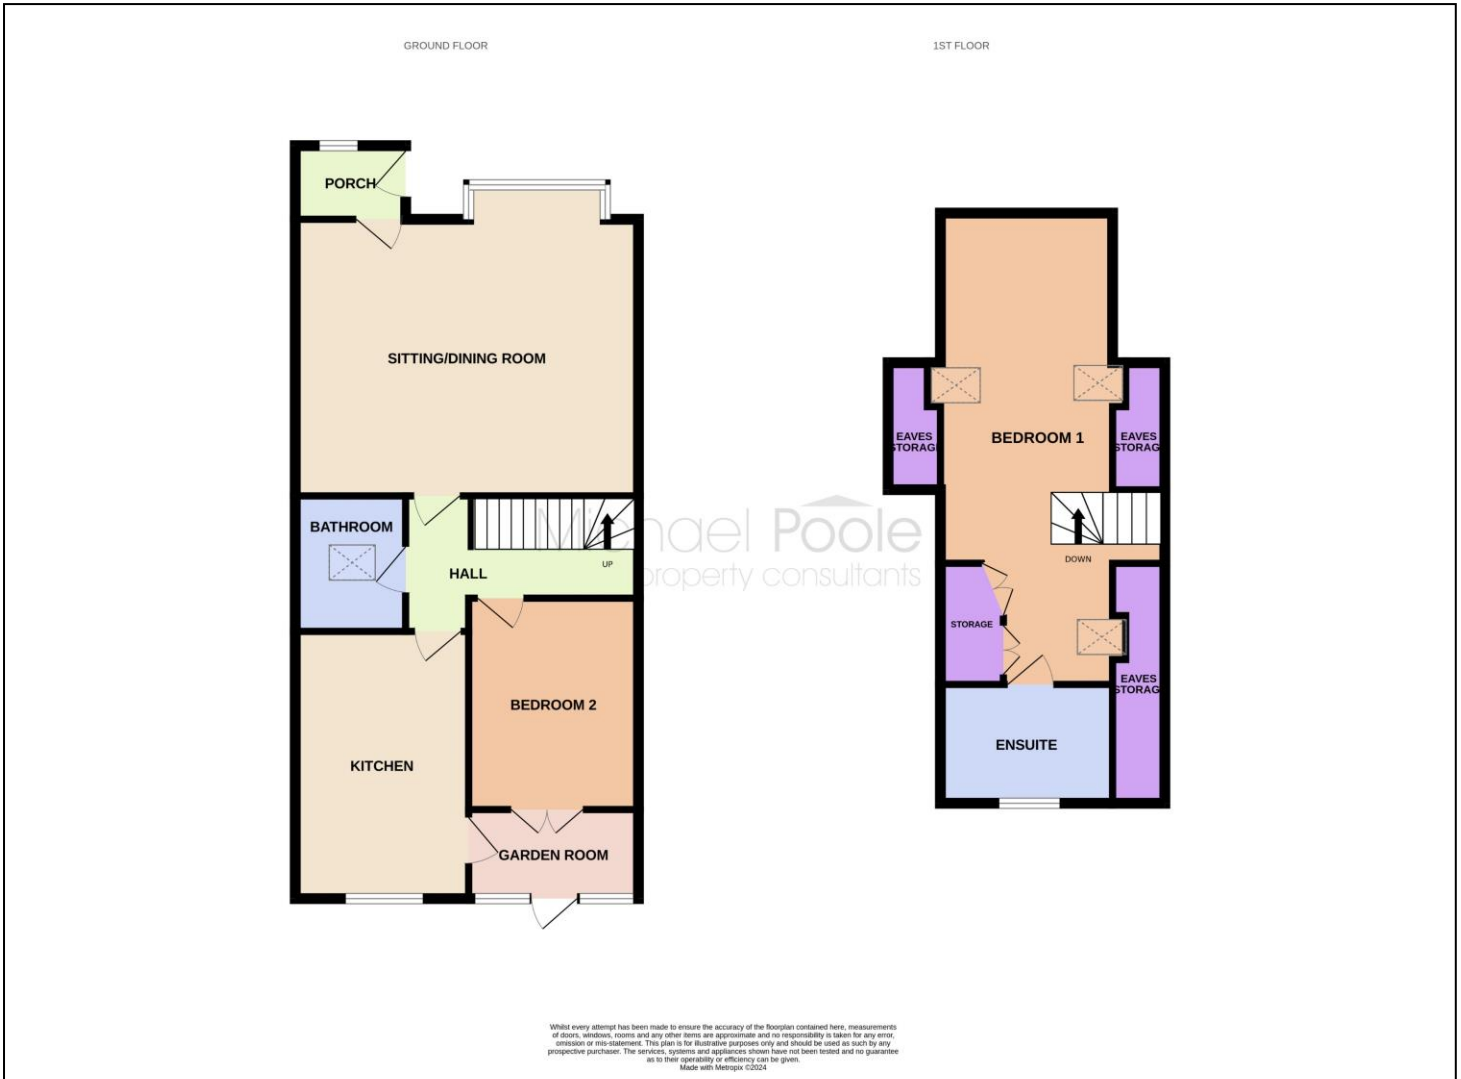 GROUND FLOOR
1ST FLOOR
PORCH
SITTING/DINING ROOM
BATHROOM
HALL
UP
BEDROOM 2
KITCHEN
GARDEN ROOM
Michael Poole
property consultants
EAVES
STORAG
BEDROOM 1
EAVES
STORAG
DOWN
STORAGE
EAVES
STORAG
ENSUITE
Whilst every attempt has been made to ensure the accuracy of the floorplan contained here, measurements
of doors, windows, rooms and any other items are approximate and no responsibility is taken for any error,
omission or mis-statement. This plan is for illustrative purposes only and should be used as such by any
prospective purchaser. The services, systems and appliances shown have not been tested and no guarantee
as to their operability or efficiency can be given.
Made with Metropix ©2024